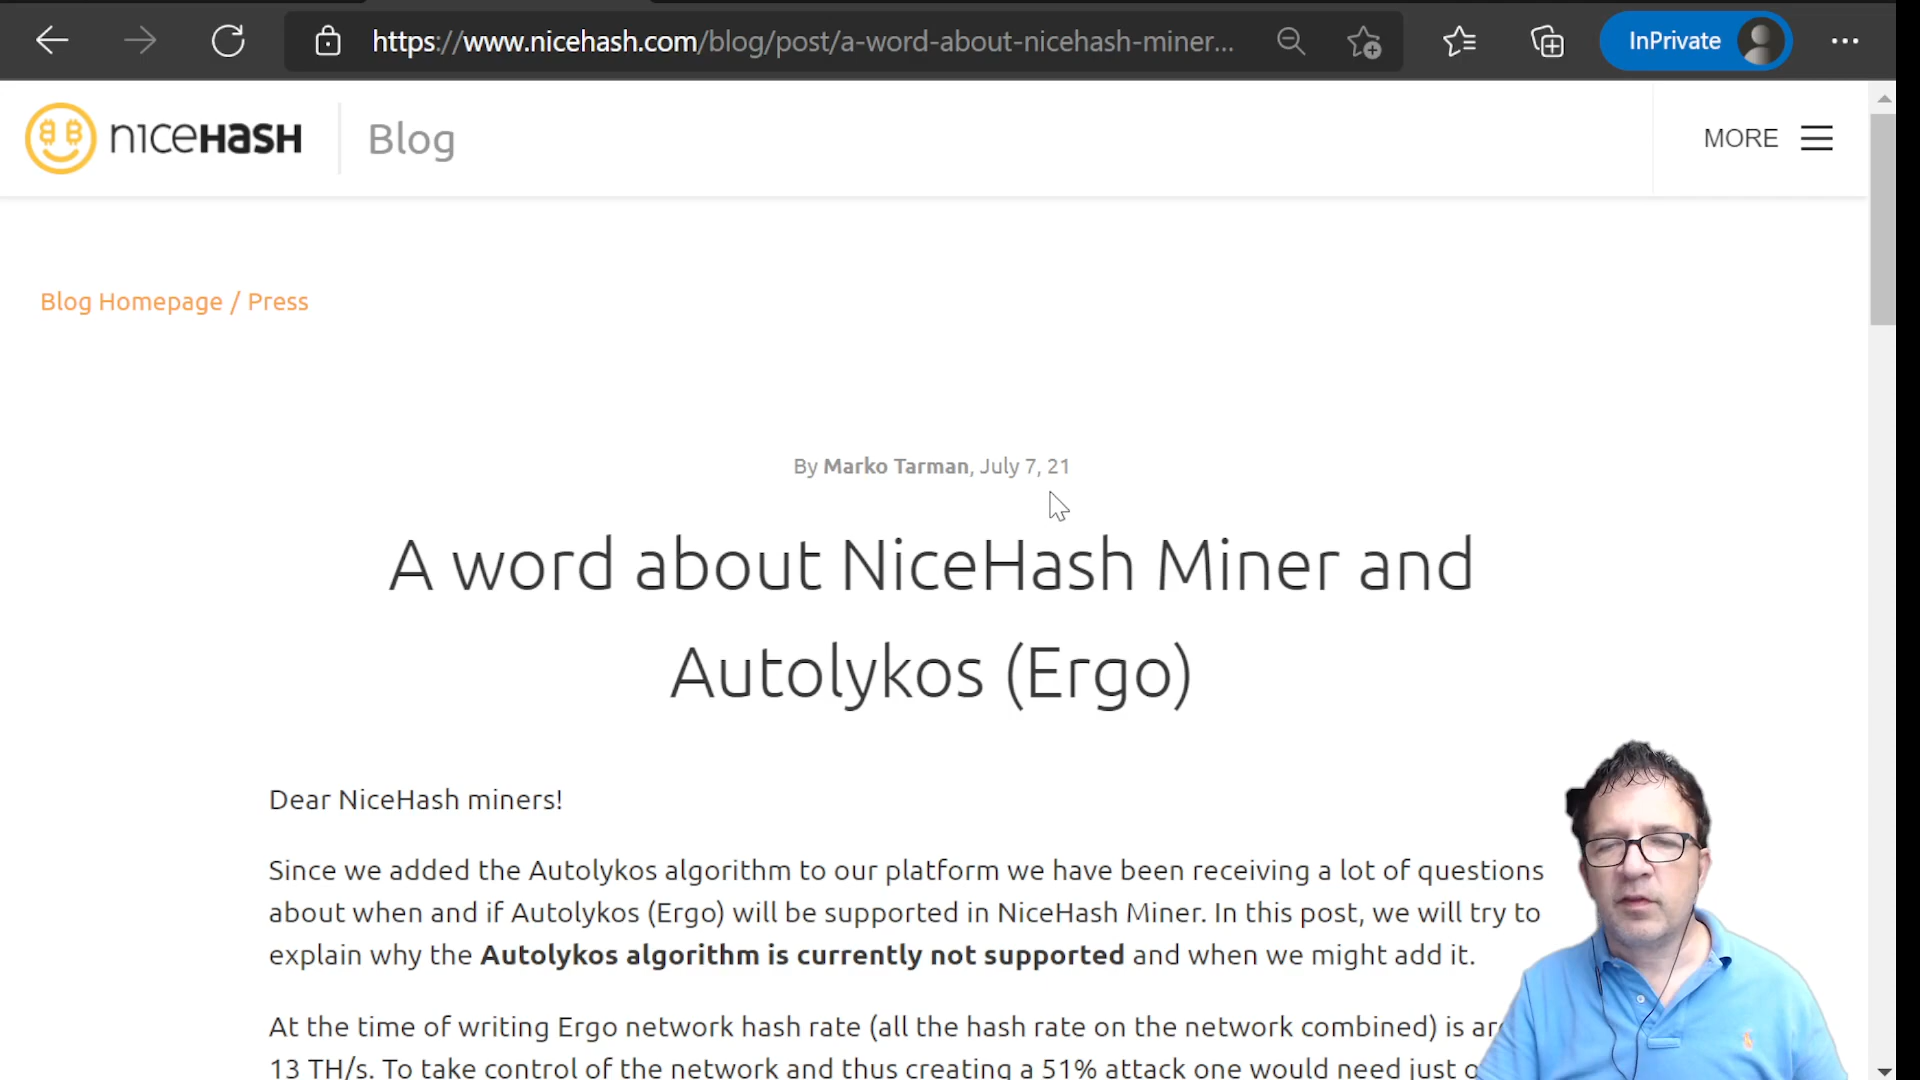 https://www.nicehash.com/blog/post/a-word-about-nicehash-miner...
InPrivate
niceHASH
Blog
MORE
Blog Homepage / Press
By Marko Tarman, July 7, 21
A word about NiceHash Miner and
Autolykos (Ergo)
Dear NiceHash miners!
Since we added the Autolykos algorithm to our platform we have been receiving a lot of questions
about when and if Autolykos (Ergo) will be supported in NiceHash Miner. In this post, we will try to
explain why the Autolykos algorithm is currently not supported and when we might add it.
At the time of writing Ergo network hash rate (all the hash rate on the network combined) is
13 TH/s. To take control of the network and thus creating a 51% attack one would need just